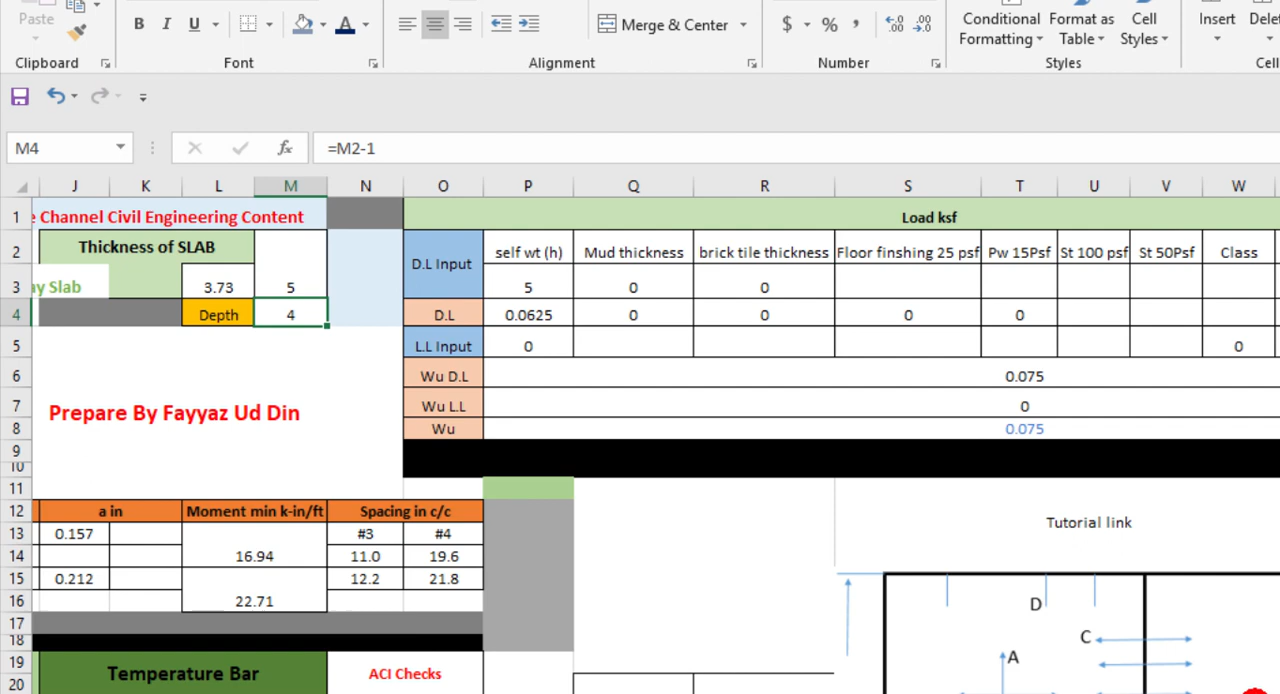 Paste
B I U
A
Merge & Center
$ %
Conditional Format as Cell
Formatting Table Styles
Insert
Clipboard Font Alignment Number Styles
M4 fx =M2-1
J K L M N O P Q R S T U V W
1 Channel Civil Engineering Content Load ksf
2 Thickness of SLAB D.L Input self wt (h) Mud thickness brick tile thickness Floor finshing 25 psf Pw 15Psf St 100 psf St 50Psf Class
3 Slab 3.73 5 5 0 0
4 Depth 4 D.L 0.0625 0 0 0 0
5 L.L Input 0 0
6 Wu D.L 0.075
7 Prepare By Fayyaz Ud Din Wu L.L 0
8 Wu 0.075
9
10
11
12 a in Moment min k-in/ft Spacing in c/c
Tutorial link
13 0.157 #3 #4
14 16.94 11.0 19.6
15 0.212 12.2 21.8
16 22.71
D
17
18 C
19 Temperature Bar ACI Checks A
20